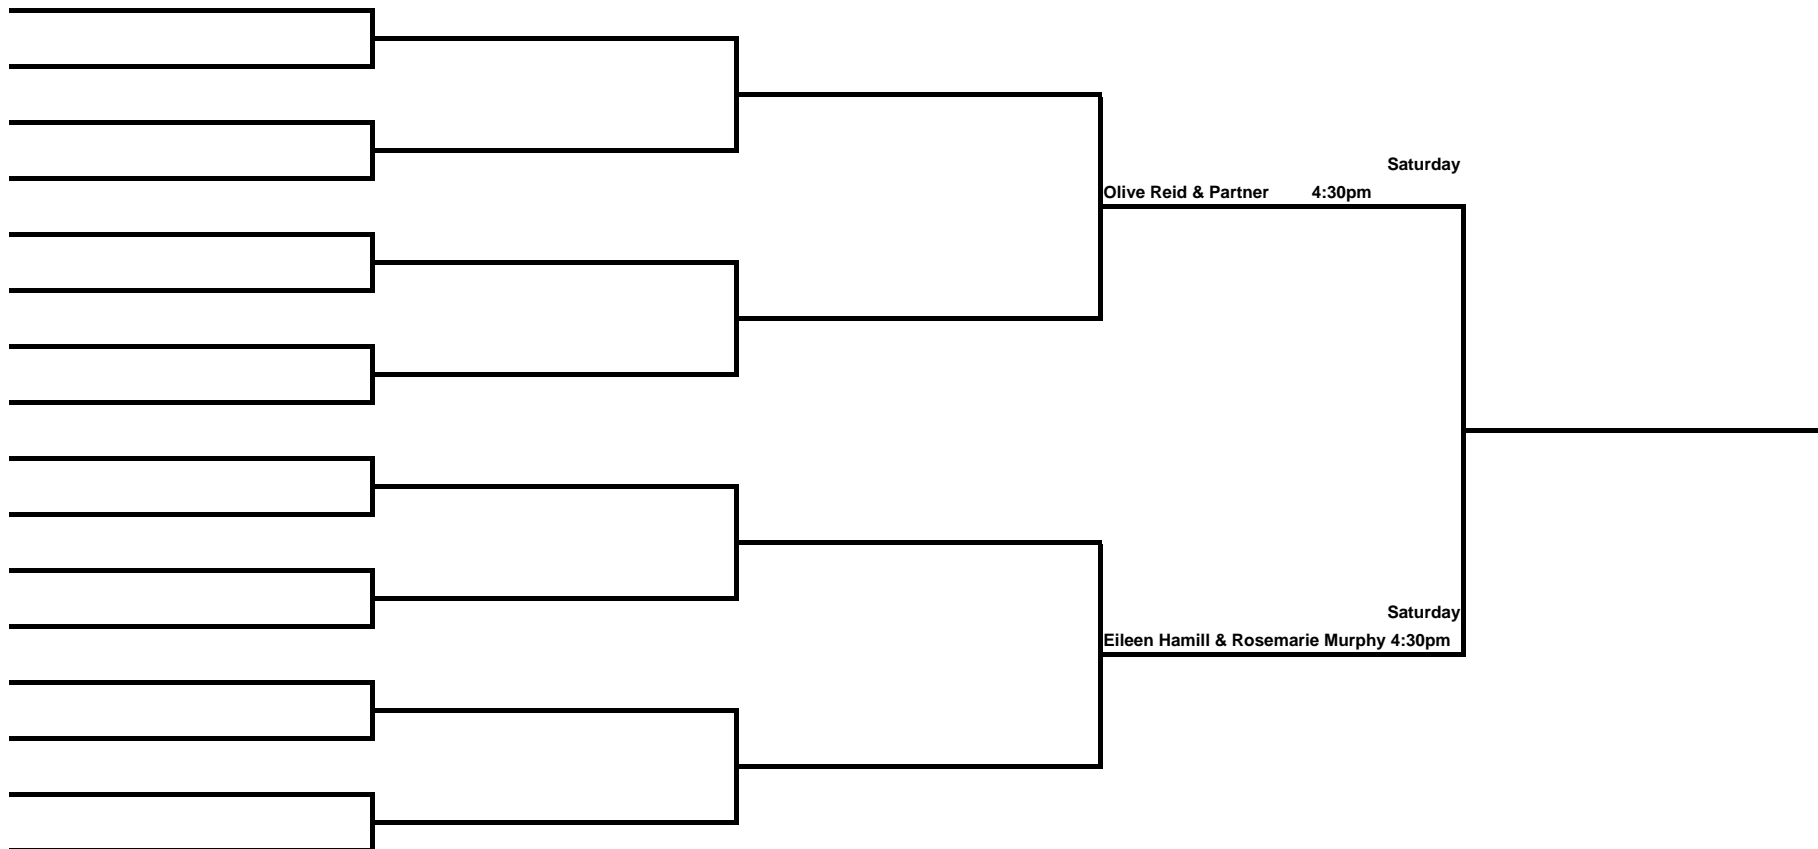 Saturday
Olive Reid & Partner 4:30pm
Saturday
Eileen Hamill & Rosemarie Murphy 4:30pm